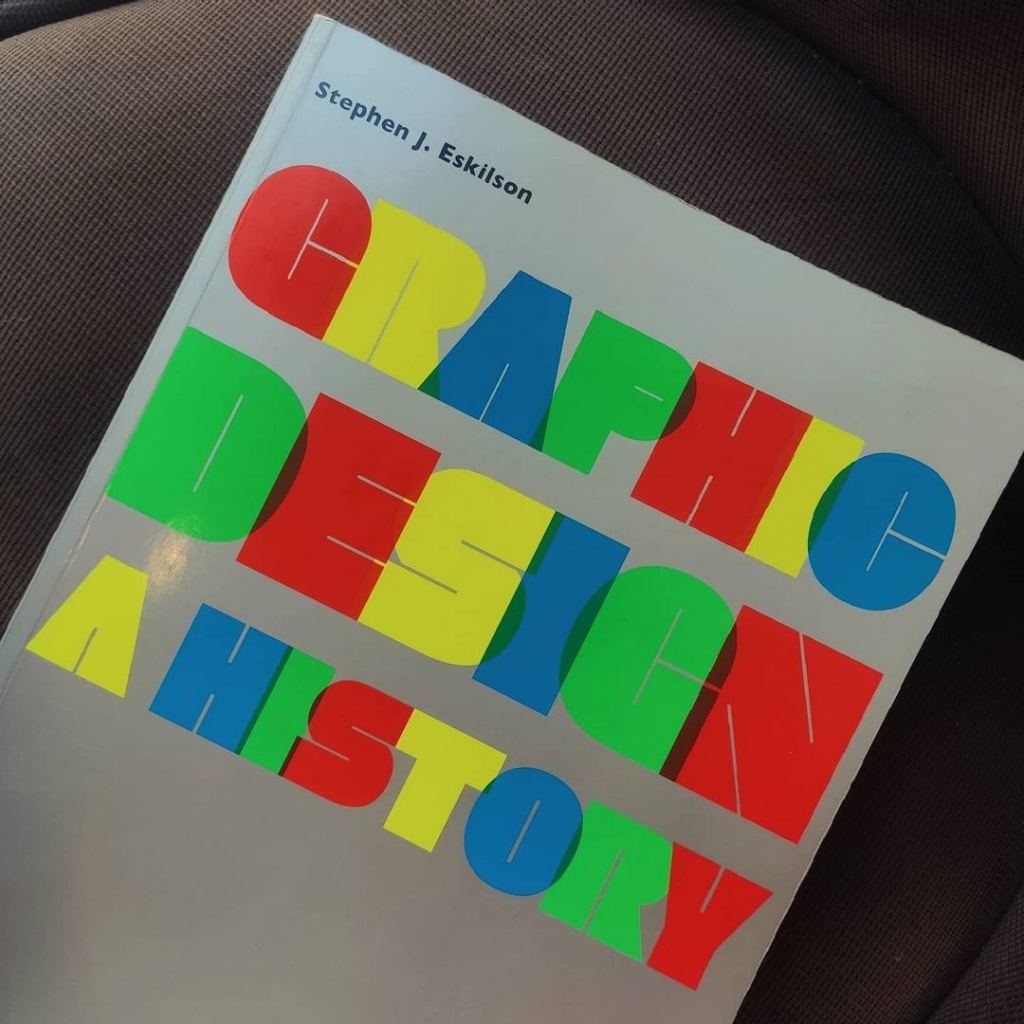 Stephen J. Eskilson
GRAPHIC
DESIGN
A HISTORY